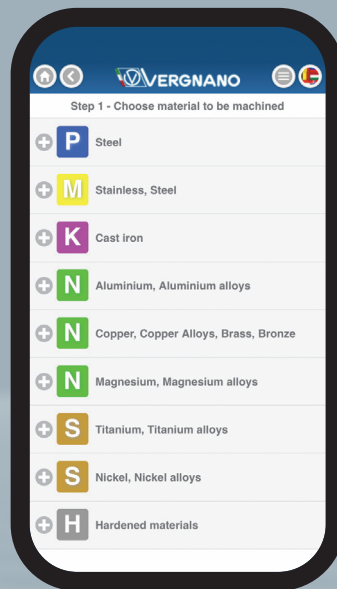 VERGNANO
Step 1 - Choose material to be machined
P Steel
M Stainless, Steel
K Cast iron
N Aluminium, Aluminium alloys
N Copper, Copper Alloys, Brass, Bronze
N Magnesium, Magnesium alloys
S Titanium, Titanium alloys
S Nickel, Nickel alloys
H Hardened materials